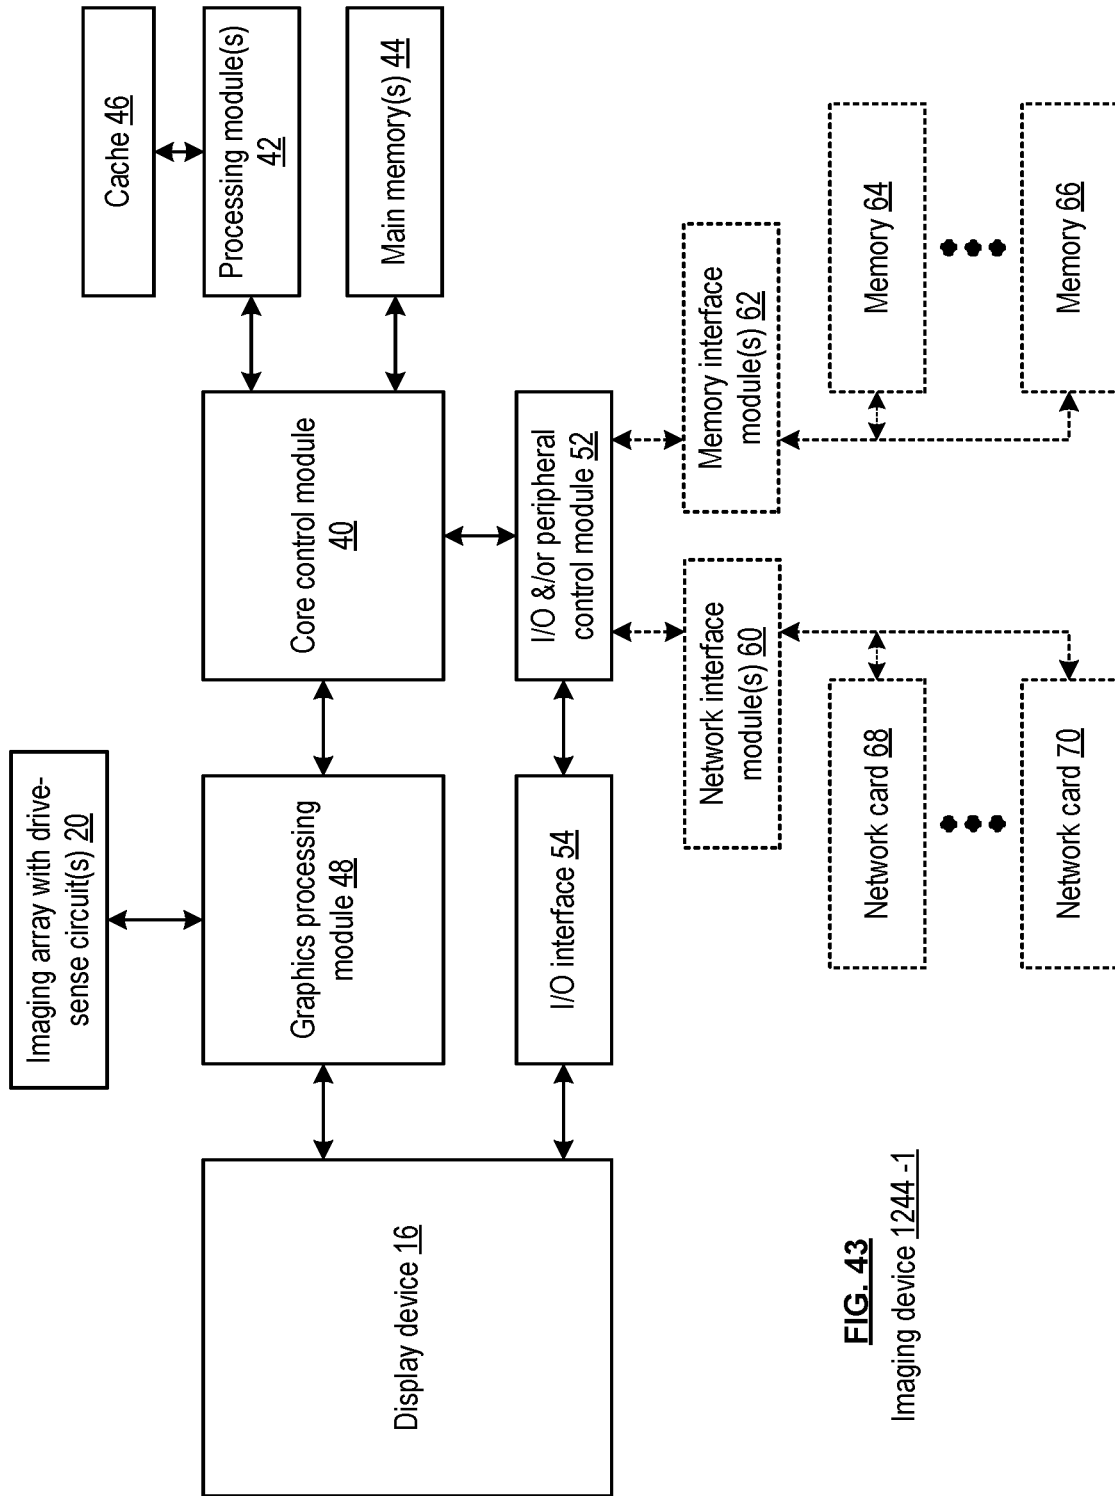 Imaging array with drive-
sense circuit(s) 20
Cache 46
Processing module(s)
42
Main memory(s) 44
Core control module
40
Graphics processing
module 48
Display device 16
I/O interface 54
I/O &/or peripheral
control module 52
Network interface
module(s) 60
Memory interface
module(s) 62
Network card 68
Memory 64
Network card 70
Memory 66
FIG. 43
Imaging device 1244 -1